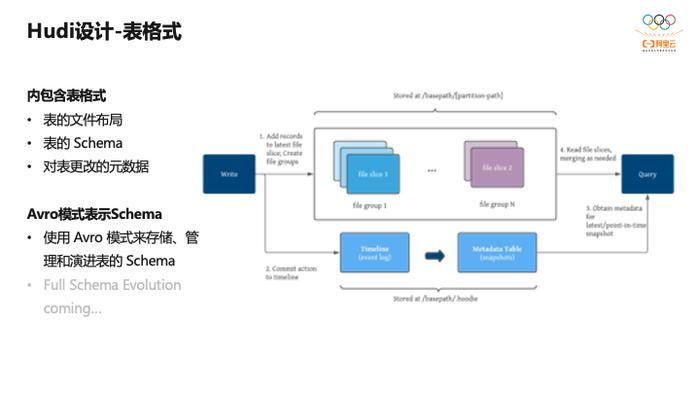 Hudi设计-表格式
阿里云
内包含表格式
• 表的文件布局
• 表的 Schema
• 对表更改的元数据
Avro模式表示Schema
• 使用 Avro 模式来存储、管
理和演进表的 Schema
• Full Schema Evolution
coming...
Stored at /basepath/[partition-path]
1. Add records
to latest file
slice; Create
file groups
4. Read file slices,
merging as needed
Write
file slice 3
...
file slice 2
Query
file group 1
file group N
3. Obtain metadata
for
latest/point-in-time
snapshot
Timeline
(event log)
Metadata Table
(snapshots)
2. Commit action
to timeline
Stored at /basepath/.hoodie